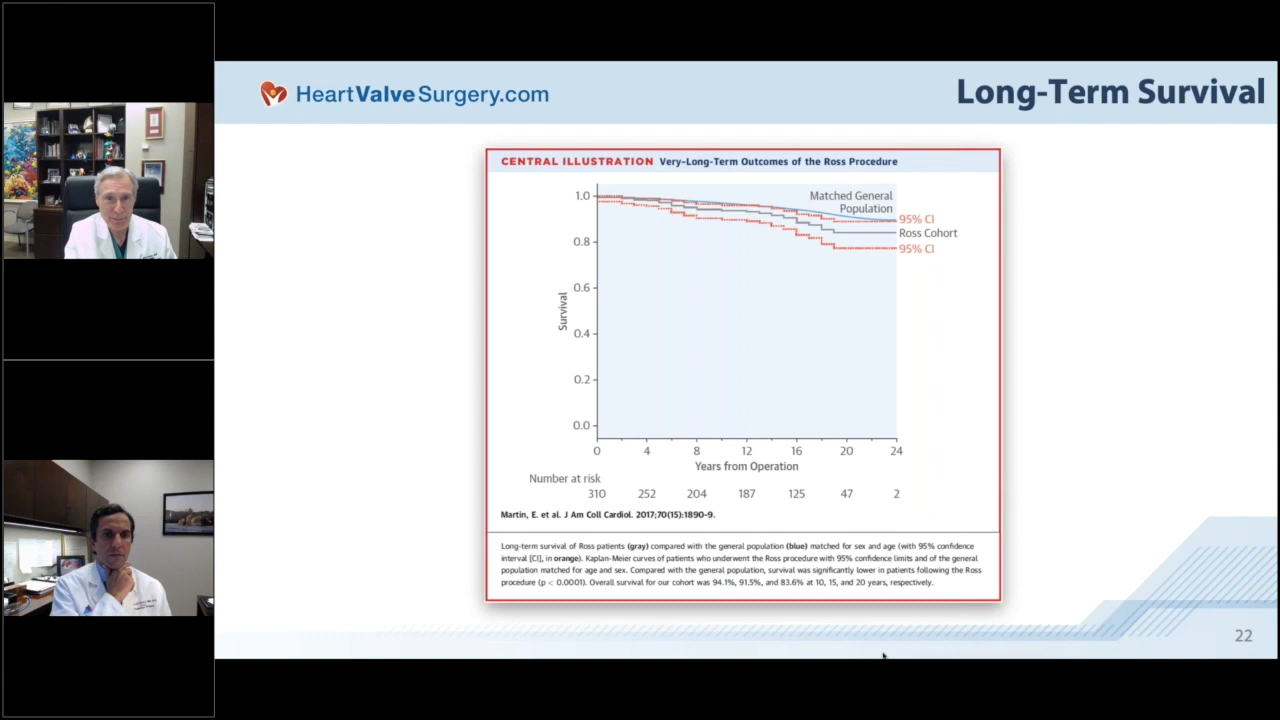 HeartValveSurgery.com
Long-Term Survival
CENTRAL ILLUSTRATION Very-Long-Term Outcomes of the Ross Procedure
1.0
0.8
0.6
0.4
0.2
0.0
Survival
Matched General
Population
95% CI
Ross Cohort
95% CI
0 4 8 12 16 20 24
Years from Operation
Number at risk
310 252 204 187 125 47 2
Martin, E. et al. J Am Coll Cardiol. 2017;70(15):1890-9.
Long-term survival of Ross patients (gray) compared with the general population (blue) matched for sex and age (with 95% confidence
interval [CI], in orange). Kaplan-Meier curves of patients who underwent the Ross procedure with 95% confidence limits and of the general
population matched for age and sex. Compared with the general population, survival was significantly lower in patients following the Ross
procedure (p < 0.0001). Overall survival for our cohort was 94.1%, 91.5%, and 83.6% at 10, 15, and 20 years, respectively.
22